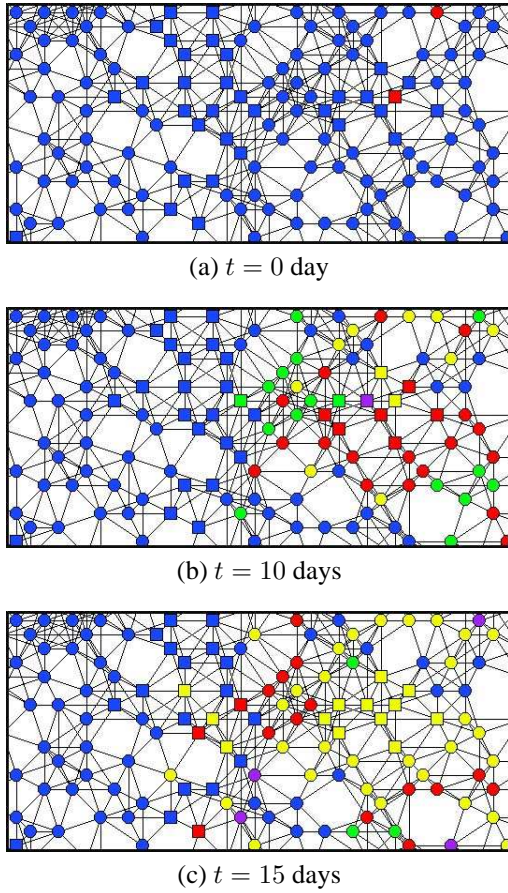 (a) t = 0 day
(b) t = 10 days
(c) t = 15 days